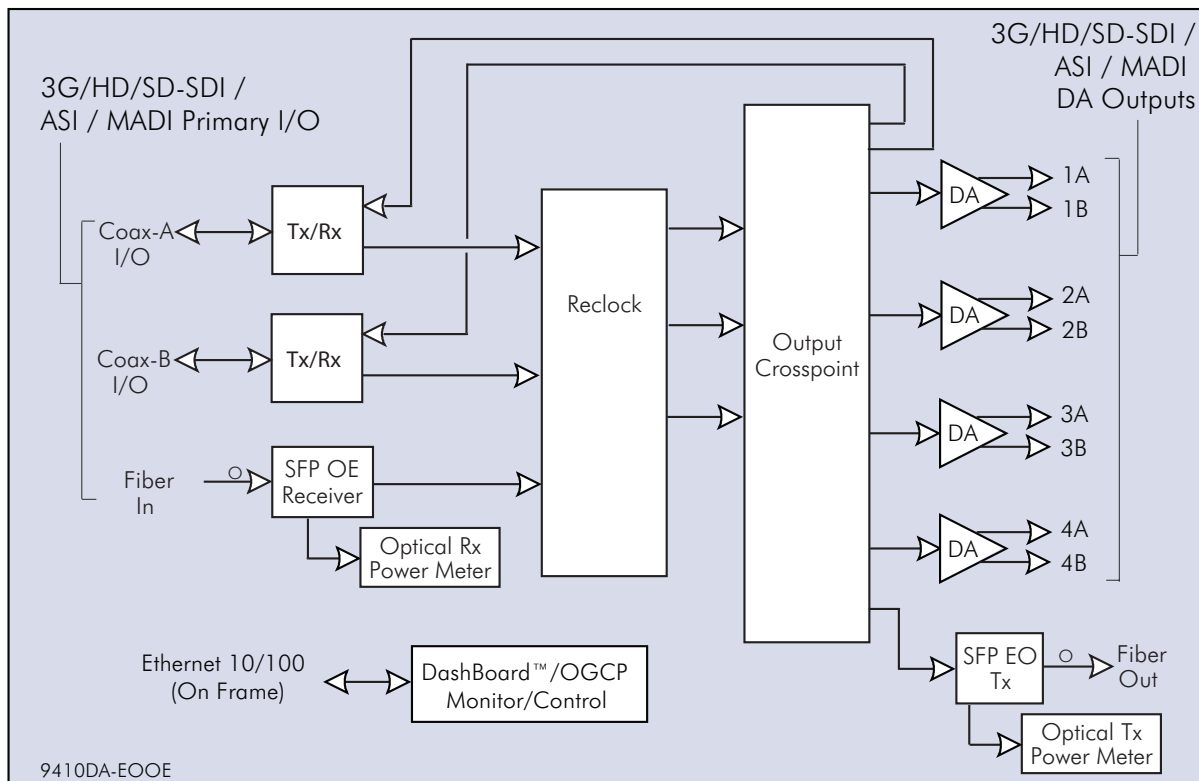 3G/HD/SD-SDI /
ASI / MADI Primary I/O
3G/HD/SD-SDI /
ASI / MADI
DA Outputs
Coax-A
I/O
Tx/Rx
Coax-B
I/O
Tx/Rx
Fiber
In
SFP OE
Receiver
Optical Rx
Power Meter
Reclock
Output
Crosspoint
DA
1A
1B
DA
2A
2B
DA
3A
3B
DA
4A
4B
SFP EO
Tx
Fiber
Out
Optical Tx
Power Meter
Ethernet 10/100
(On Frame)
DashBoard™/OGCP
Monitor/Control
9410DA-EOOE